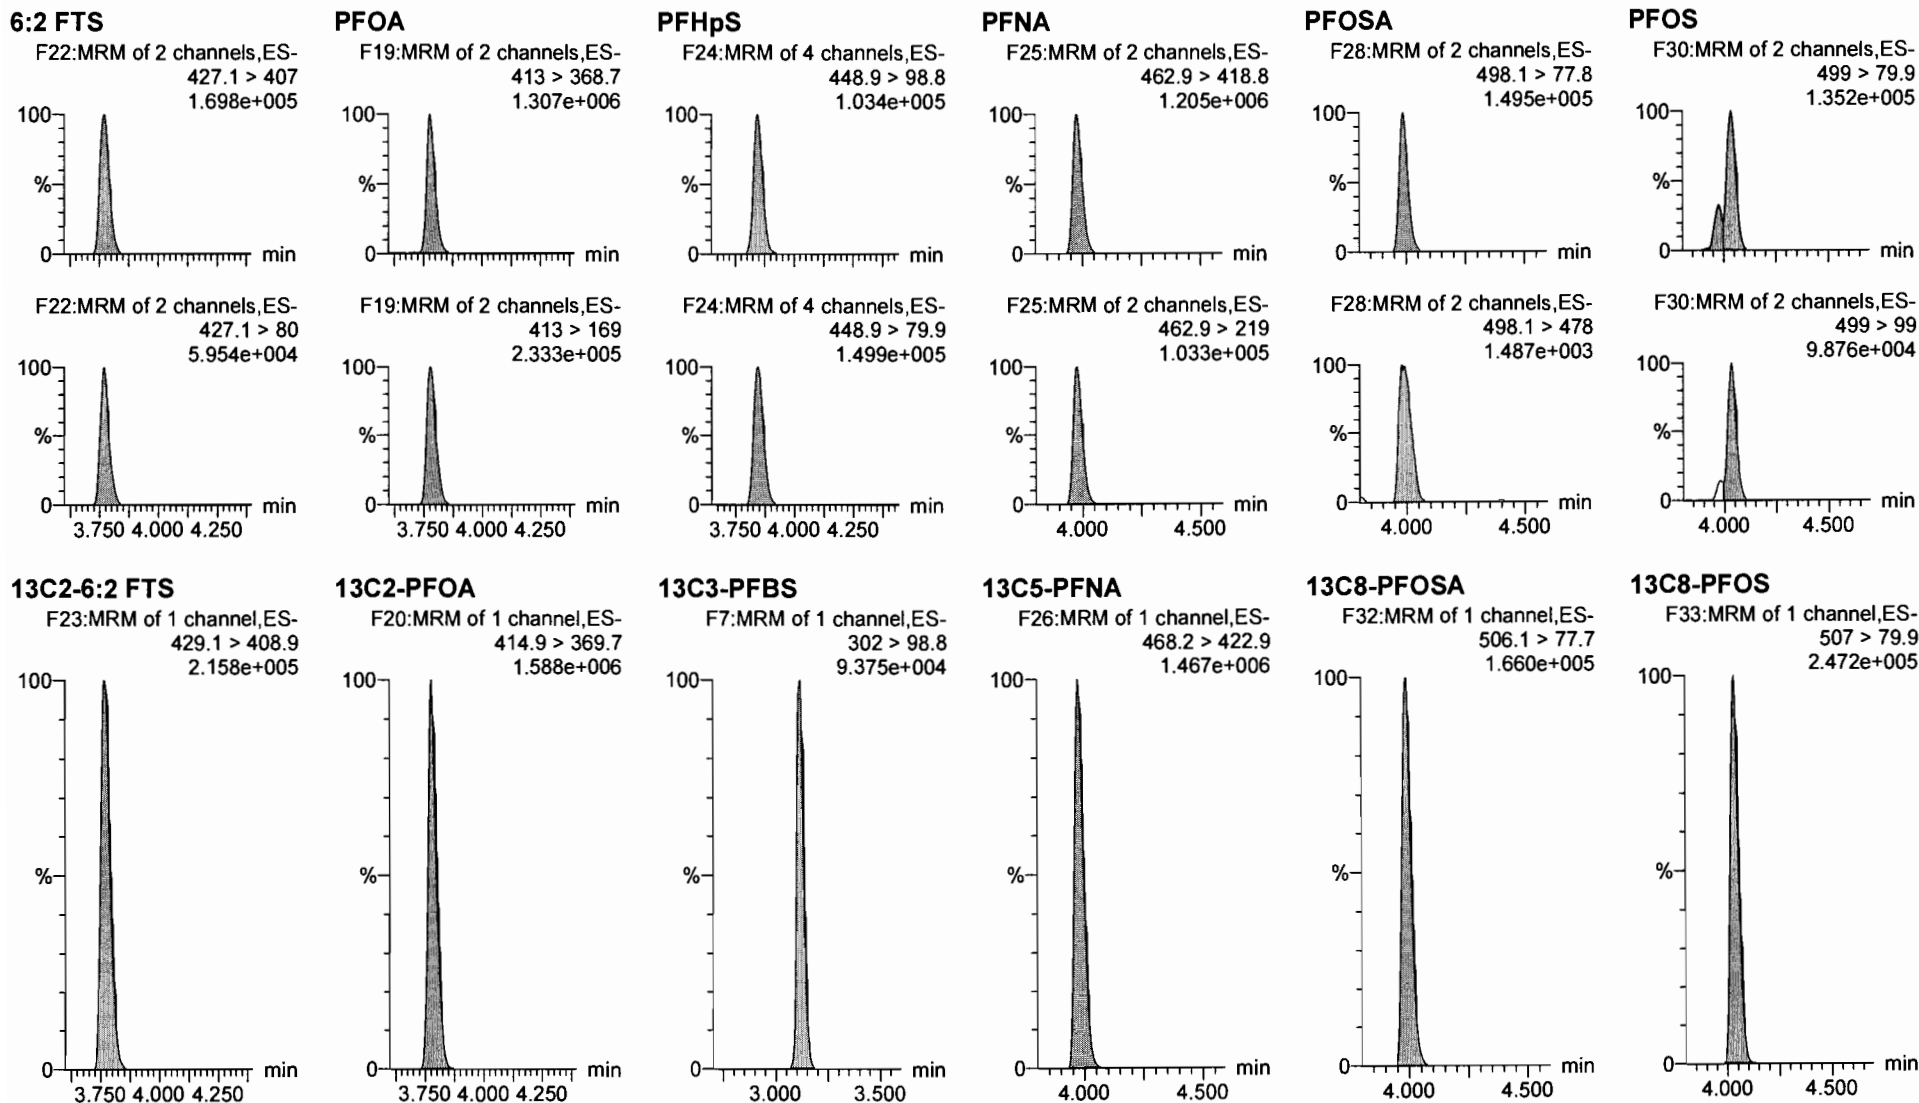 6:2 FTS
F22:MRM of 2 channels,ES-
427.1 > 407
1.698e+005
100
%
0
min
PFOA
F19:MRM of 2 channels,ES-
413 > 368.7
1.307e+006
100
%
0
min
PFHpS
F24:MRM of 4 channels,ES-
448.9 > 98.8
1.034e+005
100
%
0
min
PFNA
F25:MRM of 2 channels,ES-
462.9 > 418.8
1.205e+006
100
%
0
min
PFOSA
F28:MRM of 2 channels,ES-
498.1 > 77.8
1.495e+005
100
%
0
min
PFOS
F30:MRM of 2 channels,ES-
499 > 79.9
1.352e+005
100
%
0
min
F22:MRM of 2 channels,ES-
427.1 > 80
5.954e+004
100
%
0
min
3.750 4.000 4.250
F19:MRM of 2 channels,ES-
413 > 169
2.333e+005
100
%
0
min
3.750 4.000 4.250
F24:MRM of 4 channels,ES-
448.9 > 79.9
1.499e+005
100
%
0
min
3.750 4.000 4.250
F25:MRM of 2 channels,ES-
462.9 > 219
1.033e+005
100
%
0
min
4.000 4.500
F28:MRM of 2 channels,ES-
498.1 > 478
1.487e+003
100
%
0
min
4.000 4.500
F30:MRM of 2 channels,ES-
499 > 99
9.876e+004
100
%
0
min
4.000 4.500
13C2-6:2 FTS
F23:MRM of 1 channel,ES-
429.1 > 408.9
2.158e+005
100
%
0
min
3.750 4.000 4.250
13C2-PFOA
F20:MRM of 1 channel,ES-
414.9 > 369.7
1.588e+006
100
%
0
min
3.750 4.000 4.250
13C3-PFBS
F7:MRM of 1 channel,ES-
302 > 98.8
9.375e+004
100
%
0
min
3.000 3.500
13C5-PFNA
F26:MRM of 1 channel,ES-
468.2 > 422.9
1.467e+006
100
%
0
min
4.000 4.500
13C8-PFOSA
F32:MRM of 1 channel,ES-
506.1 > 77.7
1.660e+005
100
%
0
min
4.000 4.500
13C8-PFOS
F33:MRM of 1 channel,ES-
507 > 79.9
2.472e+005
100
%
0
min
4.000 4.500